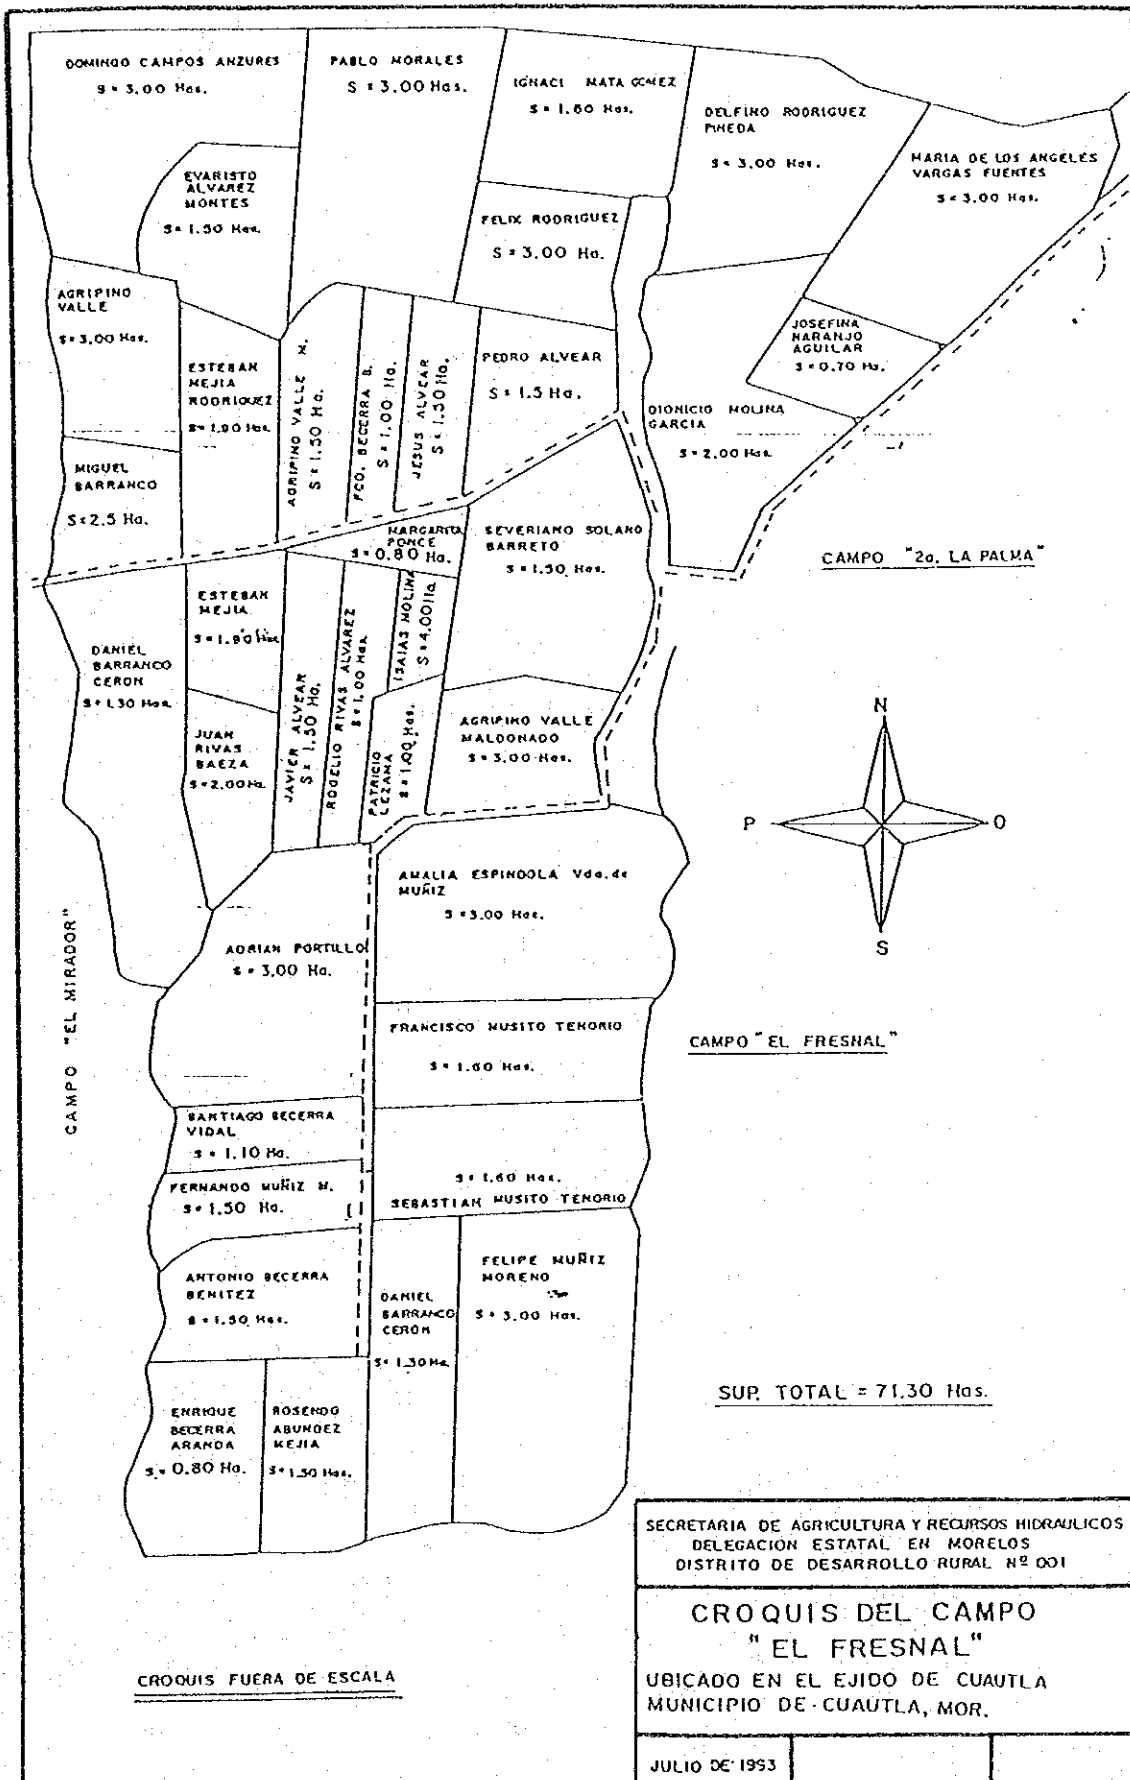 DOMINGO CAMPOS ANZURES
S = 3.00 Has.
PABLO MORALES
S = 3.00 Has.
IGNACI MATA GOMEZ
S = 1.60 Has.
DELFINO RODRIGUEZ
PINEDA
S = 3.00 Has.
MARIA DE LOS ANGELES
VARGAS FUENTES
S = 3.00 Has.
EVARISTO
ALVAREZ
MONTES
S = 1.50 Has.
FELIX RODRIGUEZ
S = 3.00 Ha.
AGRIPINO
VALLE
S = 3.00 Has.
ESTEBAN
MEJIA
RODRIGUEZ
S = 1.90 Has.
AGRIPINO VALLE M.
S = 1.50 Ha.
FCO. BECERRA B.
S = 1.00 Ha.
JESUS ALVEAR
S = 1.50 Ha.
PEDRO ALVEAR
S = 1.5 Ha.
JOSEFINA
NARANJO
AGUILAR
S = 0.70 Ha.
DIONICIO MOLINA
GARCIA
S = 2.00 Has.
MIGUEL
BARRANCO
S = 2.5 Ha.
MARGARITA
PONCE
S = 0.80 Ha.
SEVERIANO SOLANO
BARRETO
S = 1.50 Has.
CAMPO "2a. LA PALMA"
ESTEBAN
MEJIA
S = 1.90 Has
DANIEL
BARRANCO
CERON
S = 1.30 Has.
JAVIER ALVEAR
S = 1.50 Ha.
ROGELIO RIVAS ALVAREZ
S = 1.00 Has.
ISAIAS MOLINA
S = 4.00 Ha.
PATRICIO
LEZAMA
S = 1.00 Has.
JUAN
RIVAS
BAEZA
S = 2.00 Ha.
AGRIPINO VALLE
MALDONADO
S = 3.00 Has.
N
P
O
S
AMALIA ESPINDOLA Vda. de
MUÑIZ
S = 3.00 Has.
CAMPO "EL MIRADOR"
ADRIAN PORTILLO
S = 3.00 Ha.
FRANCISCO MUSITO TENORIO
S = 1.60 Has.
CAMPO "EL FRESNAL"
SANTIAGO BECERRA
VIDAL
S = 1.10 Ha.
S = 1.60 Has.
SEBASTIAN MUSITO TENORIO
FERNANDO MUÑIZ M.
S = 1.50 Ha.
ANTONIO BECERRA
BENITEZ
S = 1.50 Has.
DANIEL
BARRANCO
CERON
S = 1.30 Ha.
FELIPE MUÑIZ
MORENO
S = 3.00 Has.
ENRIQUE
BECERRA
ARANDA
S = 0.80 Ha.
ROSENDO
ABUNDEZ
MEJIA
S = 1.50 Has.
SUP. TOTAL = 71.30 Has.
SECRETARIA DE AGRICULTURA Y RECURSOS HIDRAULICOS
DELEGACION ESTATAL EN MORELOS
DISTRITO DE DESARROLLO RURAL Nº 001
CROQUIS DEL CAMPO
"EL FRESNAL"
UBICADO EN EL EJIDO DE CUAUTLA
MUNICIPIO DE CUAUTLA, MOR.
CROQUIS FUERA DE ESCALA
JULIO DE 1993